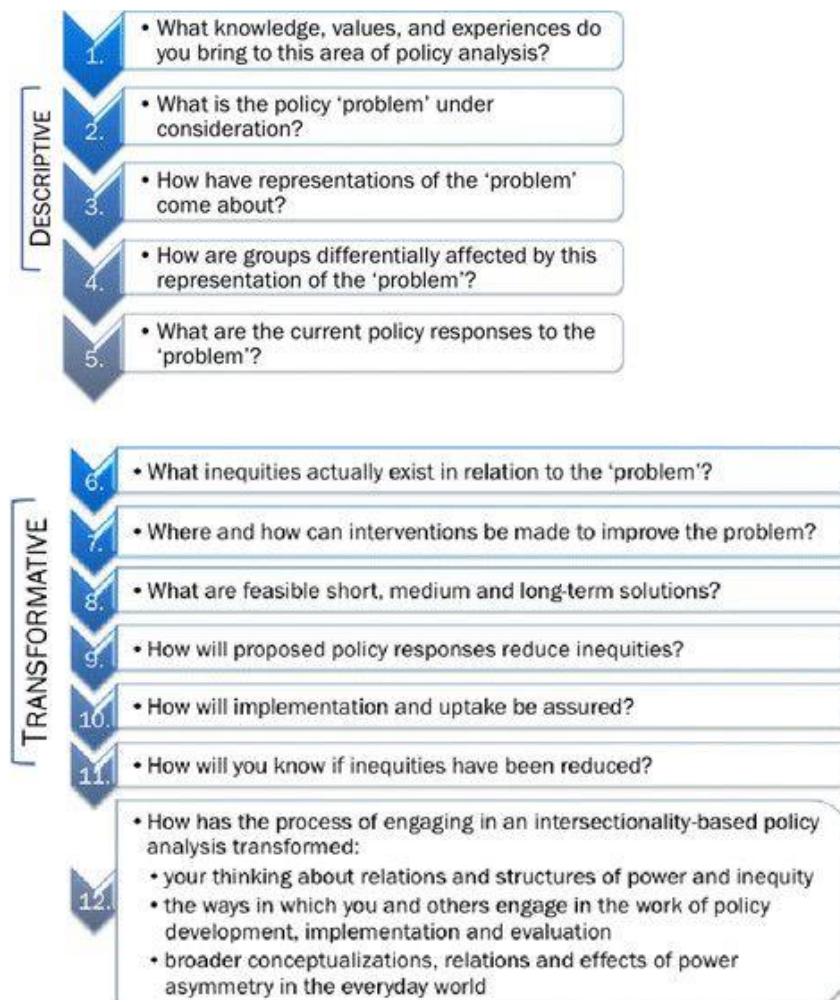 DESCRIPTIVE
1.
• What knowledge, values, and experiences do
you bring to this area of policy analysis?
2.
• What is the policy ‘problem’ under
consideration?
3.
• How have representations of the ‘problem’
come about?
4.
• How are groups differentially affected by this
representation of the ‘problem’?
5.
• What are the current policy responses to the
‘problem’?
TRANSFORMATIVE
6.
• What inequities actually exist in relation to the ‘problem’?
7.
• Where and how can interventions be made to improve the problem?
8.
• What are feasible short, medium and long-term solutions?
9.
• How will proposed policy responses reduce inequities?
10.
• How will implementation and uptake be assured?
11.
• How will you know if inequities have been reduced?
12.
• How has the process of engaging in an intersectionality-based policy
analysis transformed:
• your thinking about relations and structures of power and inequity
• the ways in which you and others engage in the work of policy
development, implementation and evaluation
• broader conceptualizations, relations and effects of power
asymmetry in the everyday world